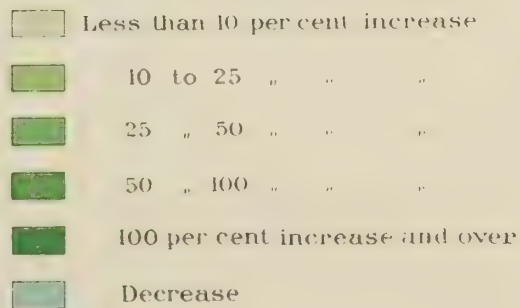 Less than 10 per cent increase
10 to 25 „ „ „
25 „ 50 „ „ „
50 „ 100 „ „ „
100 per cent increase and over
Decrease